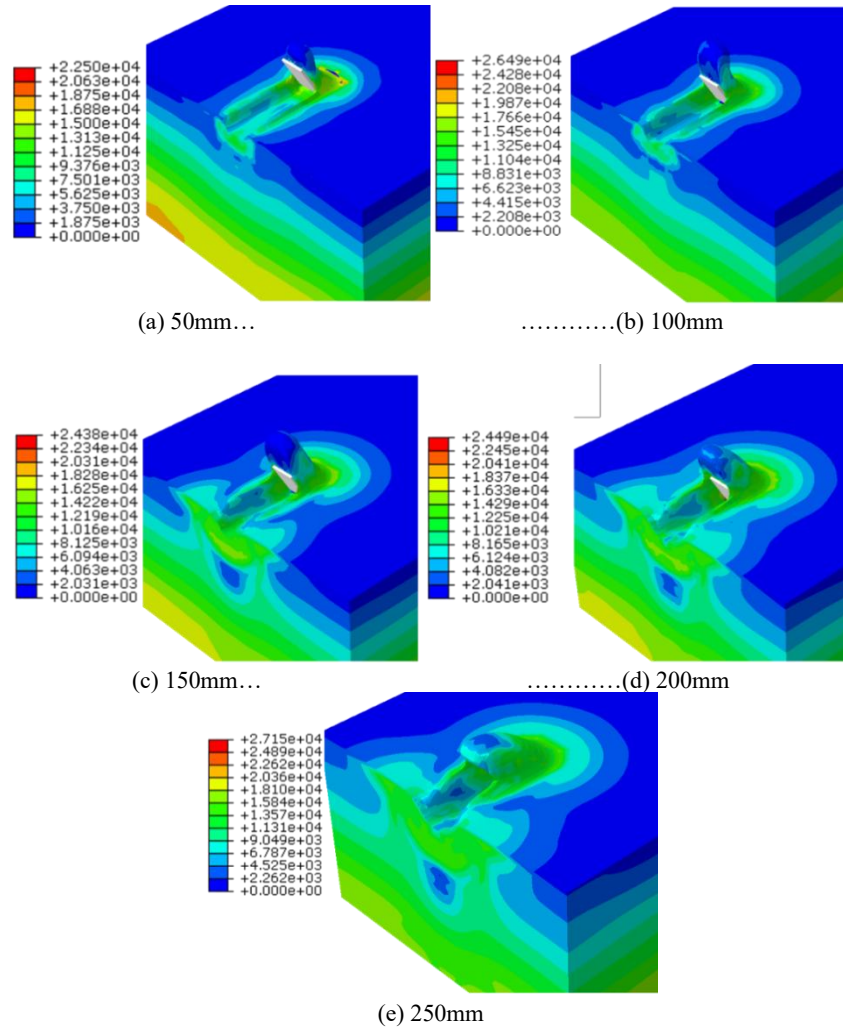 +2.250e+04
+2.063e+04
+1.875e+04
+1.688e+04
+1.500e+04
+1.313e+04
+1.125e+04
+9.376e+03
+7.501e+03
+5.625e+03
+3.750e+03
+1.875e+03
+0.000e+00
+2.649e+04
+2.428e+04
+2.208e+04
+1.987e+04
+1.766e+04
+1.545e+04
+1.325e+04
+1.104e+04
+8.831e+03
+6.623e+03
+4.415e+03
+2.208e+03
+0.000e+00
(a) 50mm… …………(b) 100mm
+2.438e+04
+2.234e+04
+2.031e+04
+1.828e+04
+1.625e+04
+1.422e+04
+1.219e+04
+1.016e+04
+8.125e+03
+6.094e+03
+4.063e+03
+2.031e+03
+0.000e+00
+2.449e+04
+2.245e+04
+2.041e+04
+1.837e+04
+1.633e+04
+1.429e+04
+1.225e+04
+1.021e+04
+8.165e+03
+6.124e+03
+4.082e+03
+2.041e+03
+0.000e+00
(c) 150mm… …………(d) 200mm
+2.715e+04
+2.489e+04
+2.262e+04
+2.036e+04
+1.810e+04
+1.584e+04
+1.357e+04
+1.131e+04
+9.049e+03
+6.787e+03
+4.525e+03
+2.262e+03
+0.000e+00
(e) 250mm